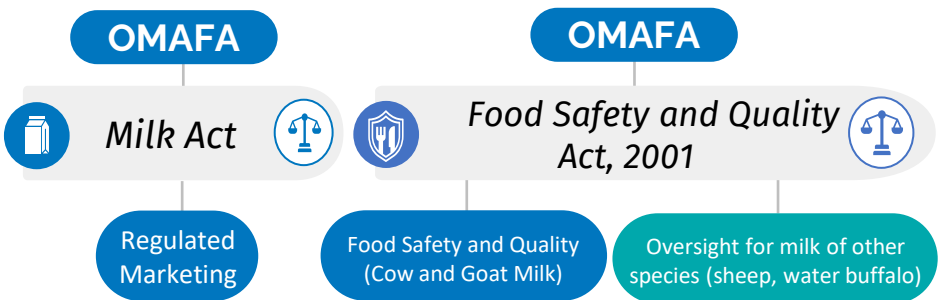 OMAFA
Milk Act
Regulated
Marketing
OMAFA
Food Safety and Quality
Act, 2001
Food Safety and Quality
(Cow and Goat Milk)
Oversight for milk of other
species (sheep, water buffalo)